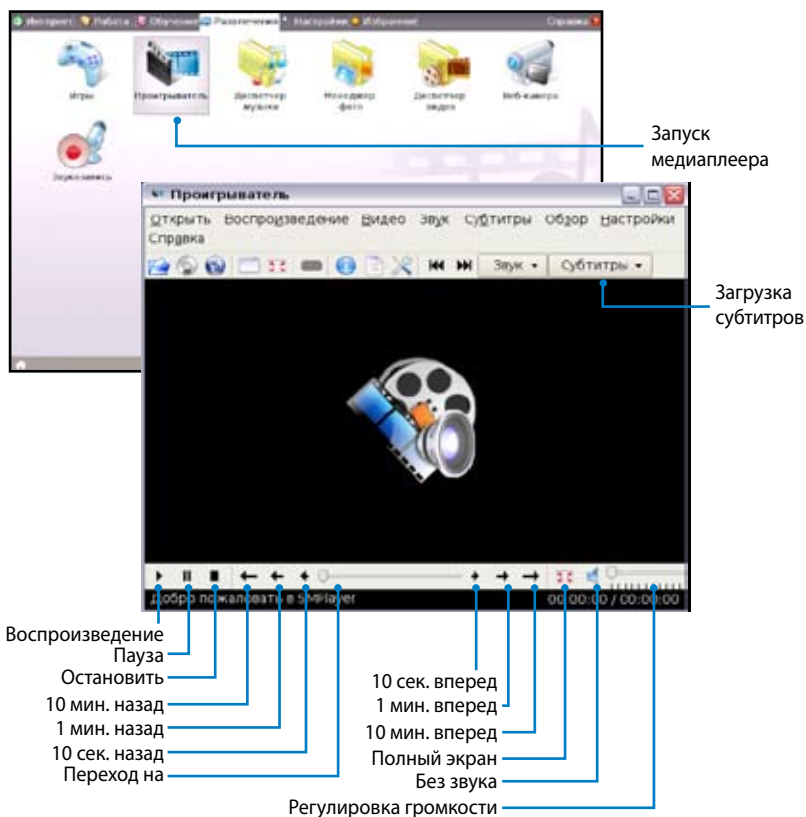 Интернет Работа Обучение Развлечения Настройки Избранное Справка
Игры
Проигрыватель
Диспетчер
музыки
Менеджер
фото
Диспетчер
видео
Веб-камера
Звукозапись
Запуск
медиаплеера
Проигрыватель
Открыть Воспроизведение Видео Звук Субтитры Обзор Настройки
Справка
Звук Субтитры
Загрузка
субтитров
Добро пожаловать в SMPlayer 00:00:00 / 00:00:00
Воспроизведение
Пауза
Остановить
10 мин. назад
1 мин. назад
10 сек. назад
Переход на
10 сек. вперед
1 мин. вперед
10 мин. вперед
Полный экран
Без звука
Регулировка громкости